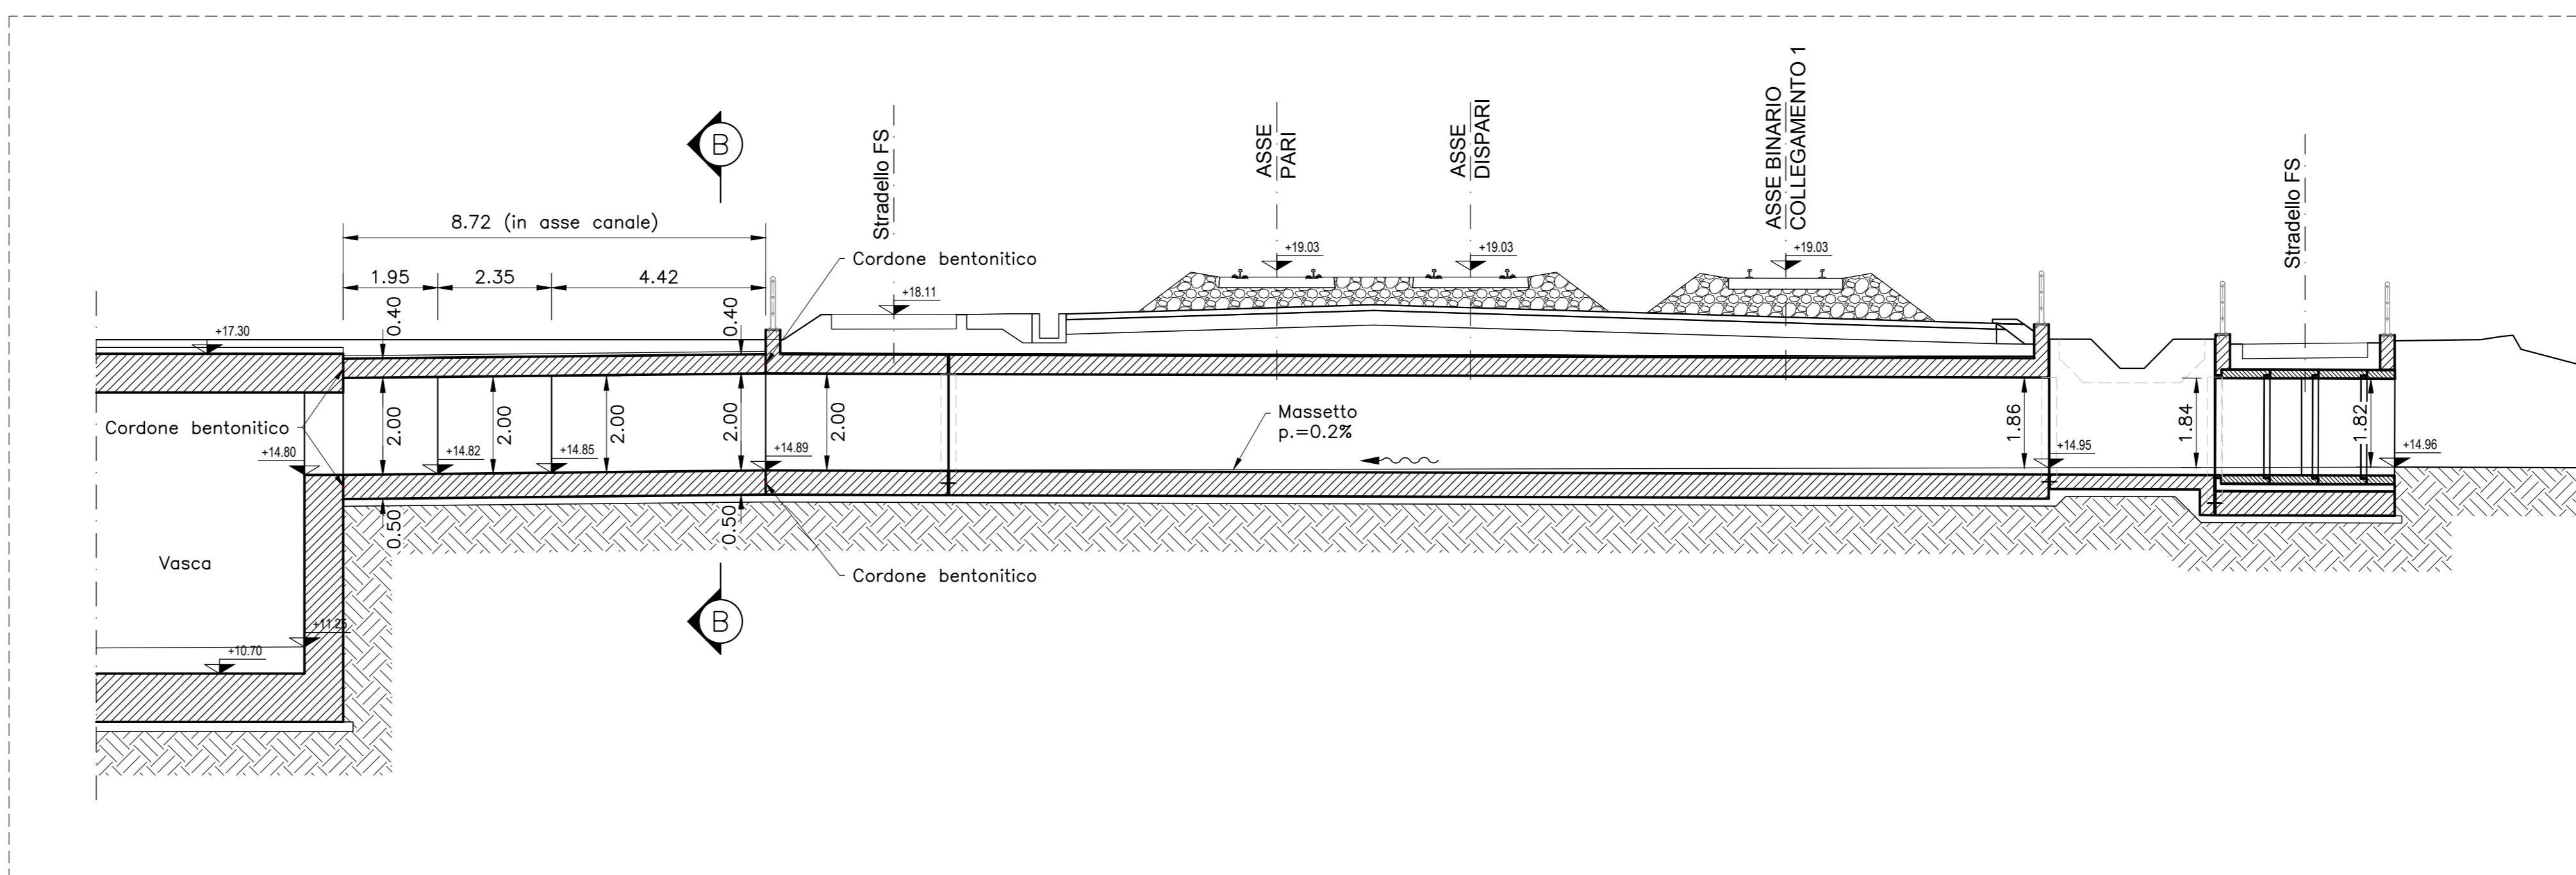 B
Stradello FS
ASSE
PARI
ASSE
DISPARI
ASSE BINARIO
COLLEGAMENTO 1
Stradello FS
8.72 (in asse canale)
Cordone bentonitico
+19.03
+19.03
+19.03
1.95
2.35
4.42
+18.11
0.40
0.40
+17.30
2.00
2.00
2.00
2.00
2.00
Massetto
p.=0.2%
1.86
1.84
1.82
Cordone bentonitico
+14.80
+14.82
+14.85
+14.89
+14.95
+14.96
0.50
0.50
Vasca
Cordone bentonitico
B
+11.25
+10.70